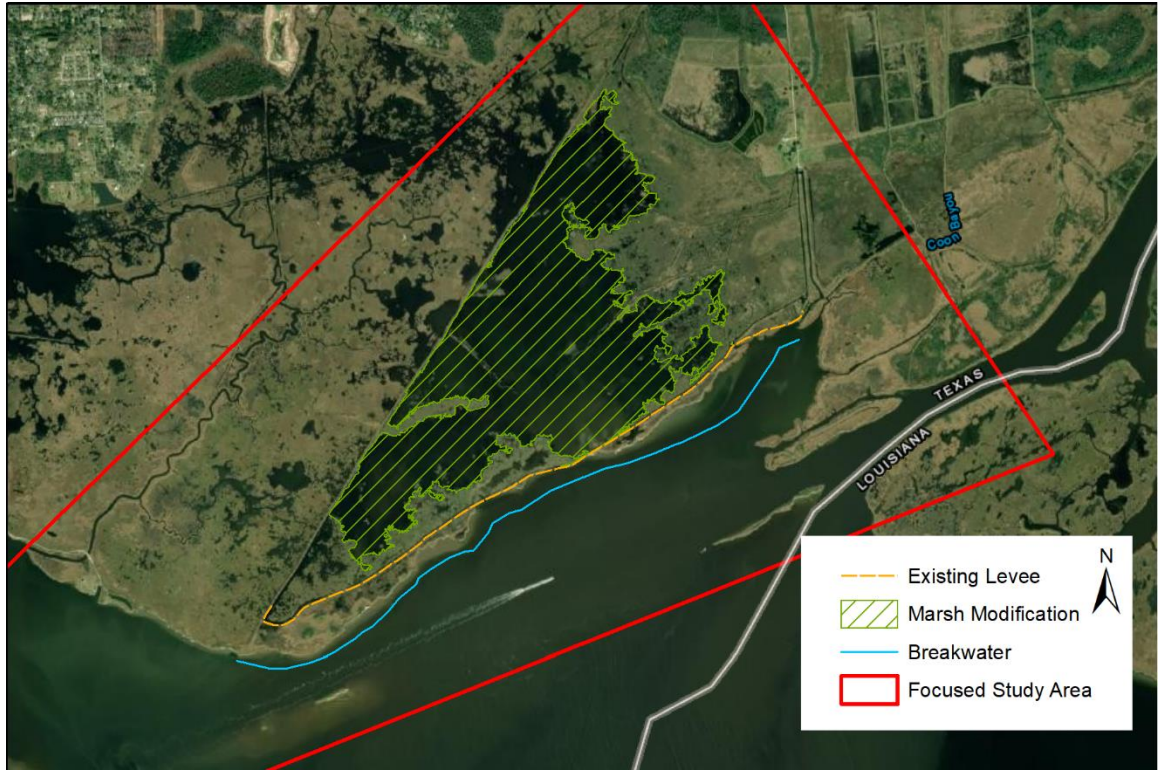 Coon Bayou
TEXAS
LOUISIANA
N
Existing Levee
Marsh Modification
Breakwater
Focused Study Area